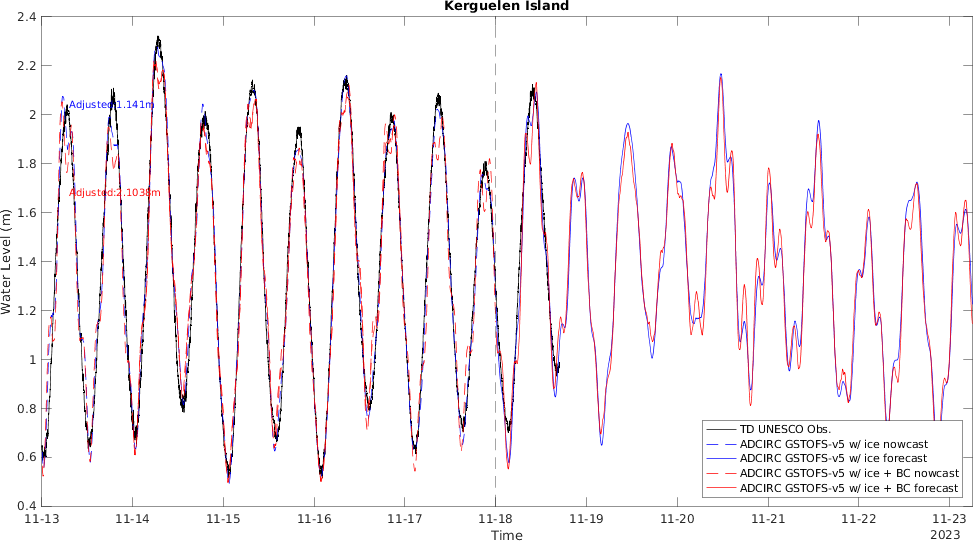 Kerguelen Island
2.4
2.2
2
1.8
1.6
1.4
1.2
1
0.8
0.6
0.4
Water Level (m)
Adjusted:1.141m
Adjusted:2.1038m
TD UNESCO Obs.
ADCIRC GSTOFS-v5 w/ ice nowcast
ADCIRC GSTOFS-v5 w/ ice forecast
ADCIRC GSTOFS-v5 w/ ice + BC nowcast
ADCIRC GSTOFS-v5 w/ ice + BC forecast
11-13 11-14 11-15 11-16 11-17 11-18 11-19 11-20 11-21 11-22 11-23
2023
Time